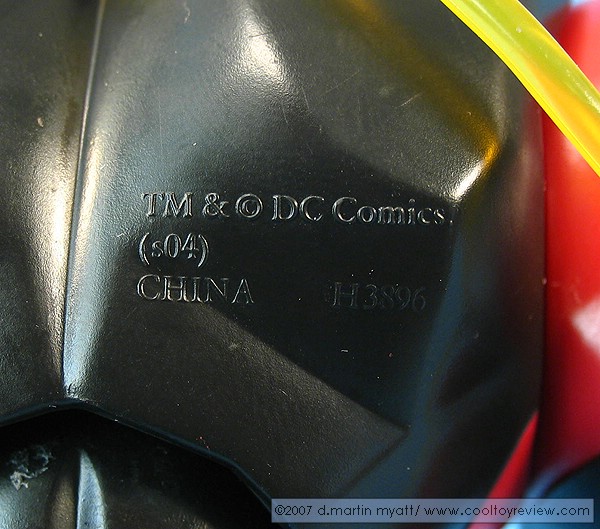 TM & © DC Comics.
(s04)
CHINA H3896
©2007 d.martin myatt/ www.cooltoyreview.com